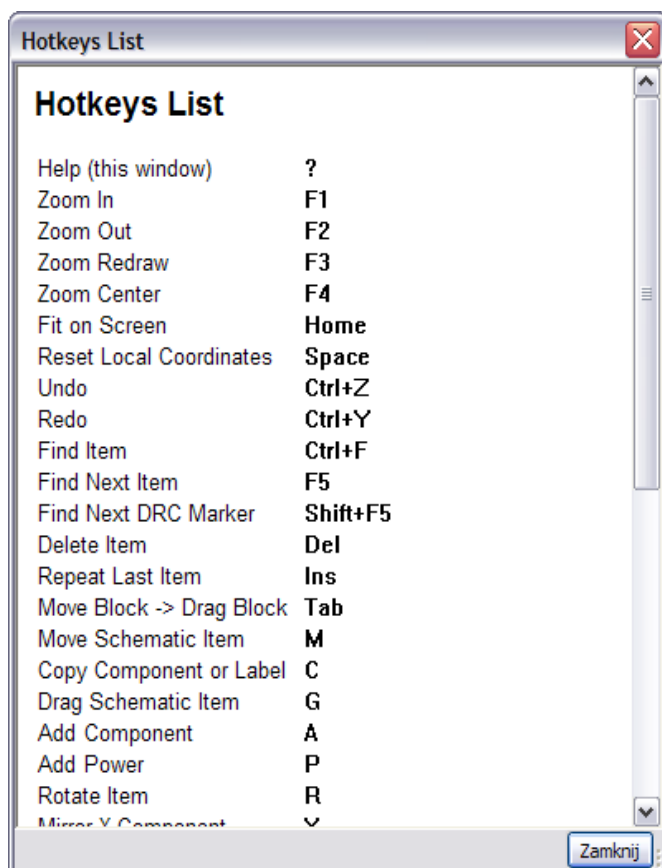 Hotkeys List
Hotkeys List
Help (this window) ?
Zoom In F1
Zoom Out F2
Zoom Redraw F3
Zoom Center F4
Fit on Screen Home
Reset Local Coordinates Space
Undo Ctrl+Z
Redo Ctrl+Y
Find Item Ctrl+F
Find Next Item F5
Find Next DRC Marker Shift+F5
Delete Item Del
Repeat Last Item Ins
Move Block -> Drag Block Tab
Move Schematic Item M
Copy Component or Label C
Drag Schematic Item G
Add Component A
Add Power P
Rotate Item R
Mirror X Component
Zamknij